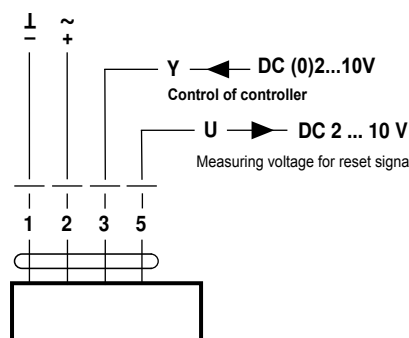 ⊥ ~
− +
Y DC (0)2...10V
Control of controller
U DC 2 ... 10 V
Measuring voltage for reset signa
1 2 3 5